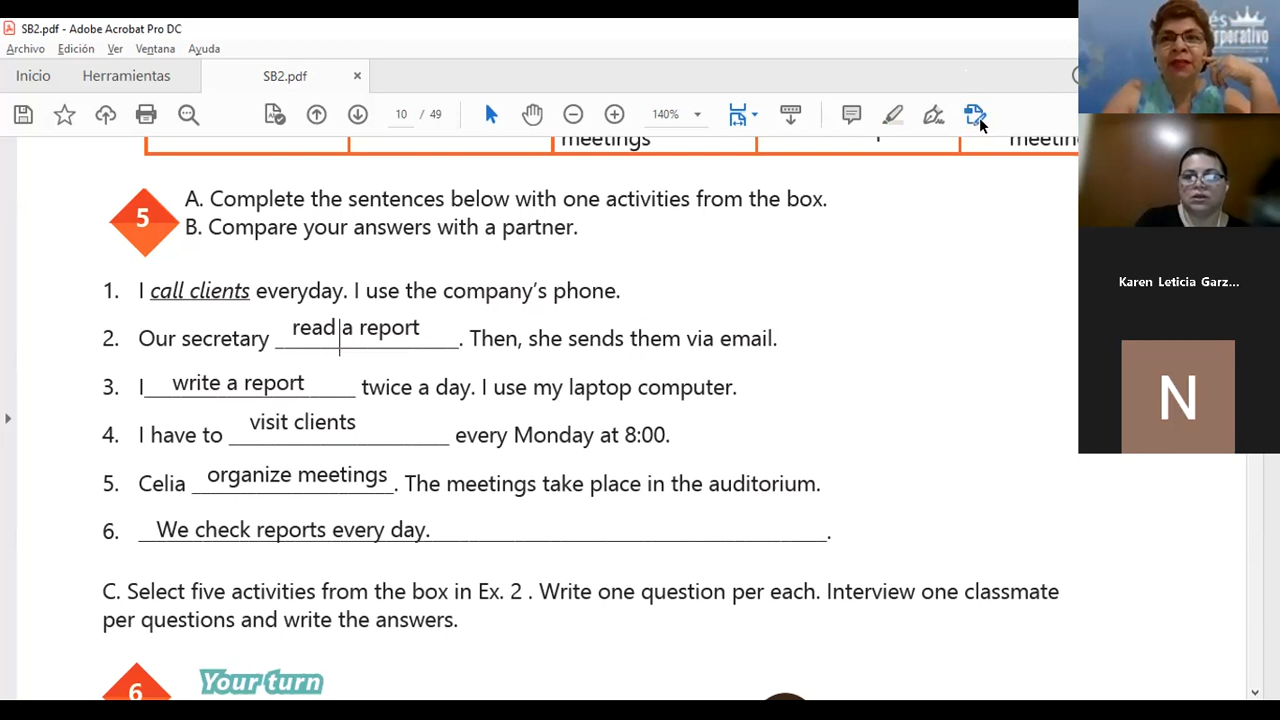 SB2.pdf - Adobe Acrobat Pro DC
Archivo Edición Ver Ventana Ayuda
Inicio Herramientas SB2.pdf ×
10 / 49 140%
meetings
A. Complete the sentences below with one activities from the box.
5
B. Compare your answers with a partner.
1. I call clients everyday. I use the company's phone.
2. Our secretary read a report. Then, she sends them via email.
3. I write a report twice a day. I use my laptop computer.
4. I have to visit clients every Monday at 8:00.
5. Celia organize meetings. The meetings take place in the auditorium.
6. We check reports every day. .
C. Select five activities from the box in Ex. 2 . Write one question per each. Interview one classmate
per questions and write the answers.
6 Your turn
Karen Leticia Garz...
N